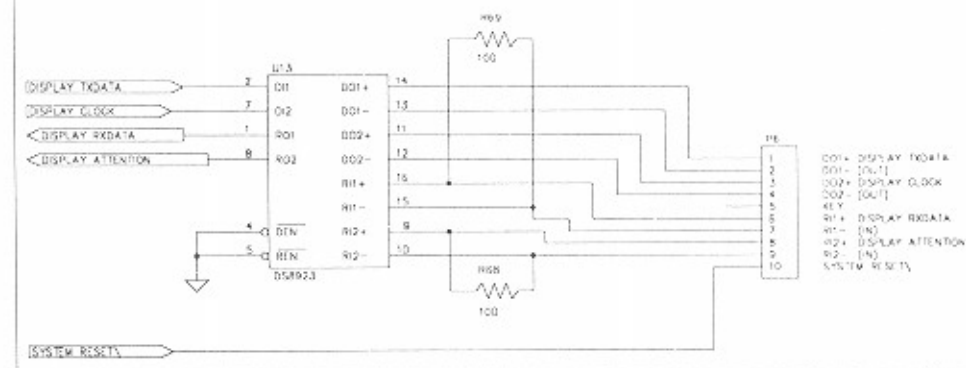 R69
100
U13
DISPLAY TXDATA 2 DI1 DO1+ 14
DISPLAY CLOCK 7 DI2 DO1- 13
DISPLAY RXDATA 1 RO1 DO2+ 11
DISPLAY ATTENTION 8 RO2 DO2- 12
RI1+ 16
RI1- 15
4 DEN RI2+ 9
5 REN RI2- 10
DS8923
R68
100
SYSTEM RESET\
P6
1 DO1+ DISPLAY TXDATA
2 DO1- (OUT)
3 DO2+ DISPLAY CLOCK
4 DO2- (OUT)
5 KEY
6 RI1+ DISPLAY RXDATA
7 RI1- (IN)
8 RI2+ DISPLAY ATTENTION
9 RI2- (IN)
10 SYSTEM RESET\